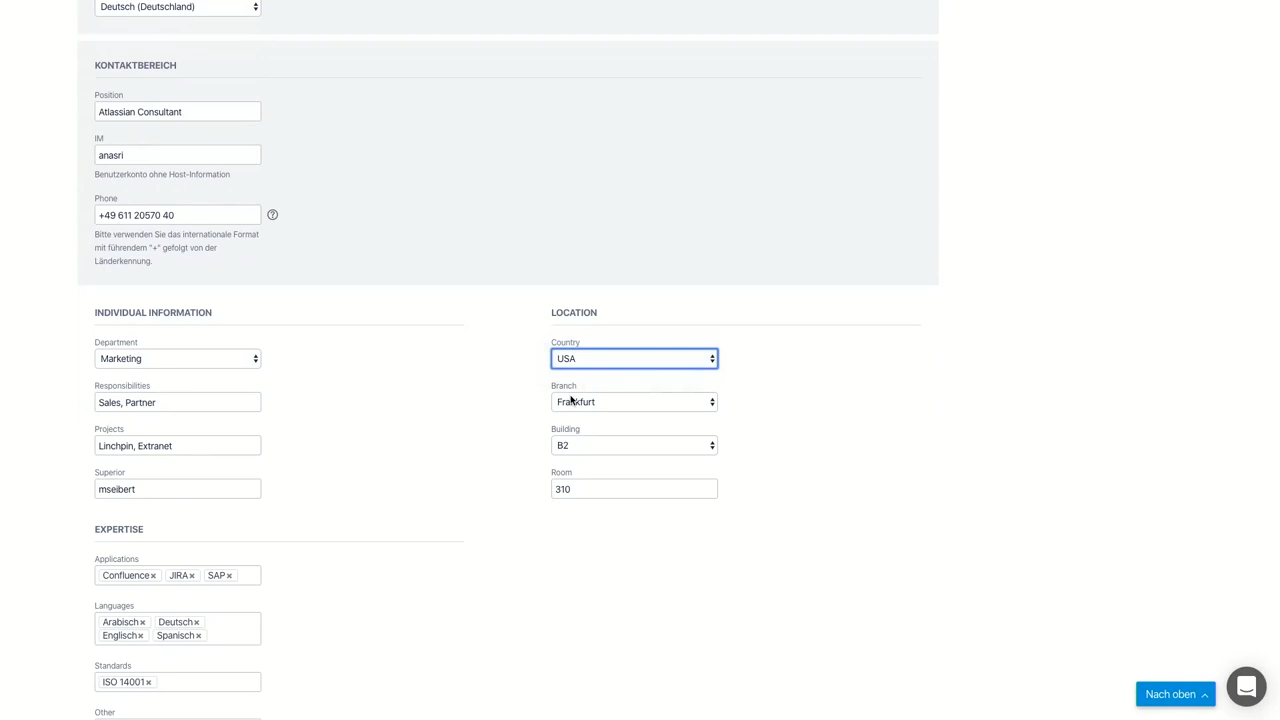 Deutsch (Deutschland)
KONTAKTBEREICH
Position
Atlassian Consultant
IM
anasri
Benutzerkonto ohne Host-Information
Phone
+49 611 20570 40
Bitte verwenden Sie das internationale Format
mit führendem "+" gefolgt von der
Länderkennung.
INDIVIDUAL INFORMATION
Department
Marketing
Responsibilities
Sales, Partner
Projects
Linchpin, Extranet
Superior
mseibert
LOCATION
Country
USA
Branch
Frankfurt
Building
B2
Room
310
EXPERTISE
Applications
Confluence× JIRA× SAP×
Languages
Arabisch× Deutsch×
Englisch× Spanisch×
Standards
ISO 14001×
Other
Nach oben